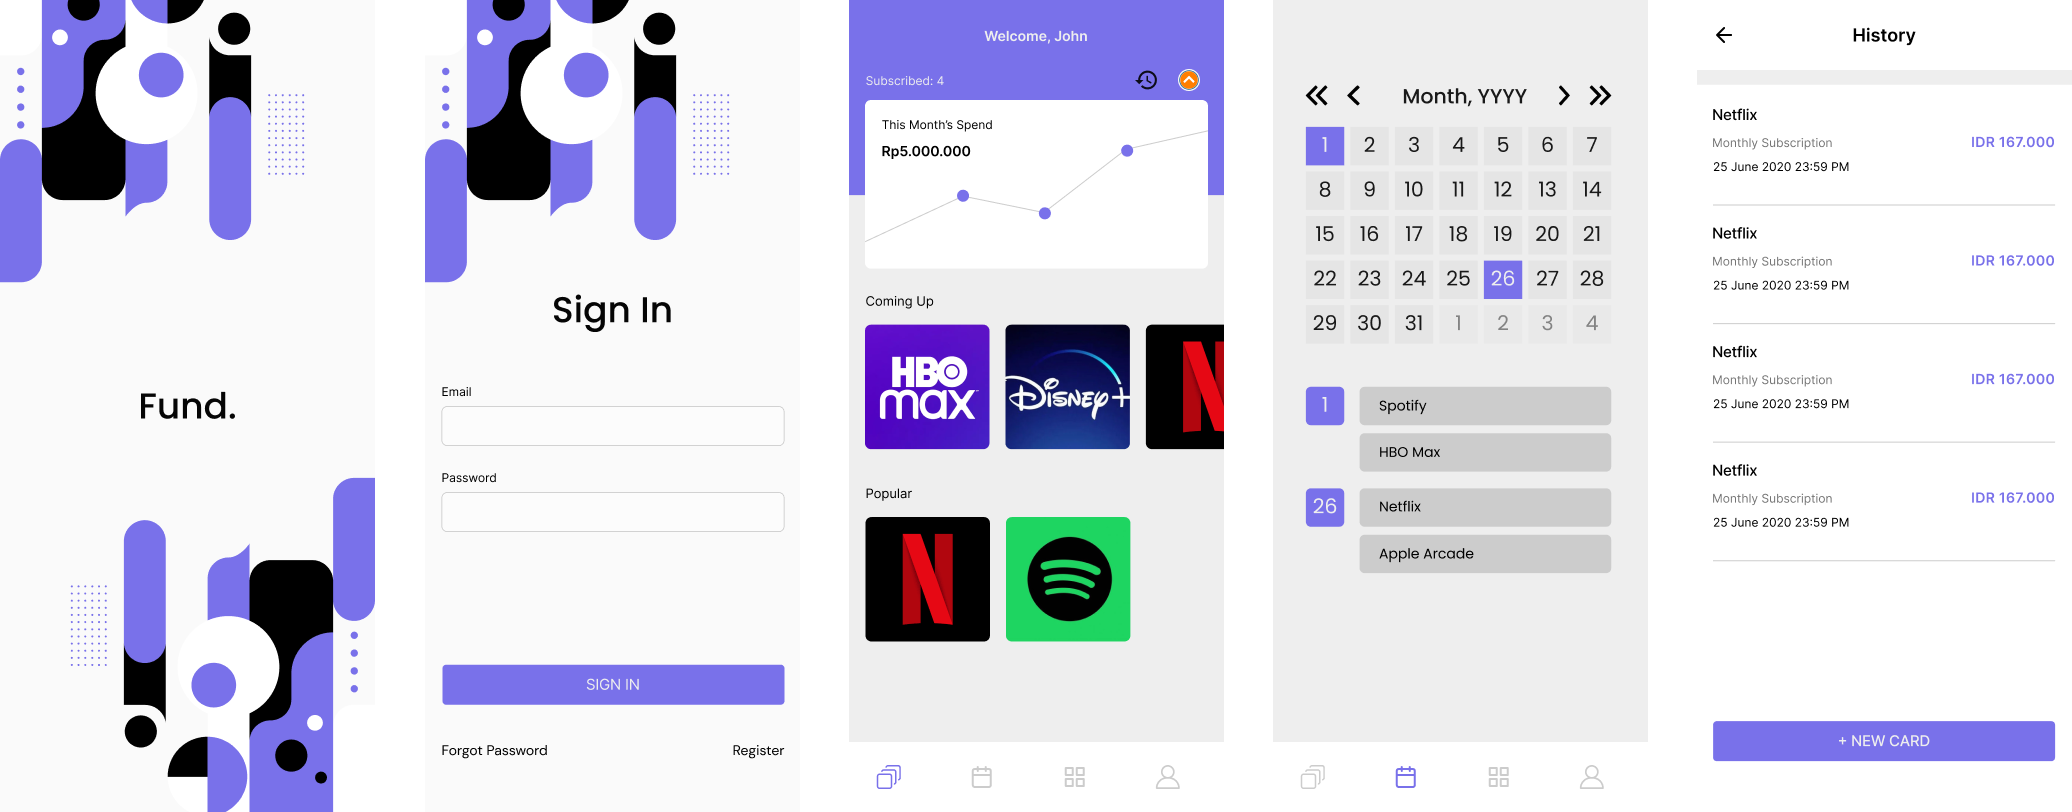 Fund.
Sign In
Email
Password
SIGN IN
Forgot Password Register
Welcome, John
Subscribed: 4
This Month's Spend
Rp5.000.000
Coming Up
HBO
max
Disney+
N
Popular
N
Month, YYYY
1 2 3 4 5 6 7
8 9 10 11 12 13 14
15 16 17 18 19 20 21
22 23 24 25 26 27 28
29 30 31 1 2 3 4
1 Spotify
HBO Max
26 Netflix
Apple Arcade
History
Netflix
Monthly Subscription IDR 167.000
25 June 2020 23:59 PM
Netflix
Monthly Subscription IDR 167.000
25 June 2020 23:59 PM
Netflix
Monthly Subscription IDR 167.000
25 June 2020 23:59 PM
Netflix
Monthly Subscription IDR 167.000
25 June 2020 23:59 PM
+ NEW CARD